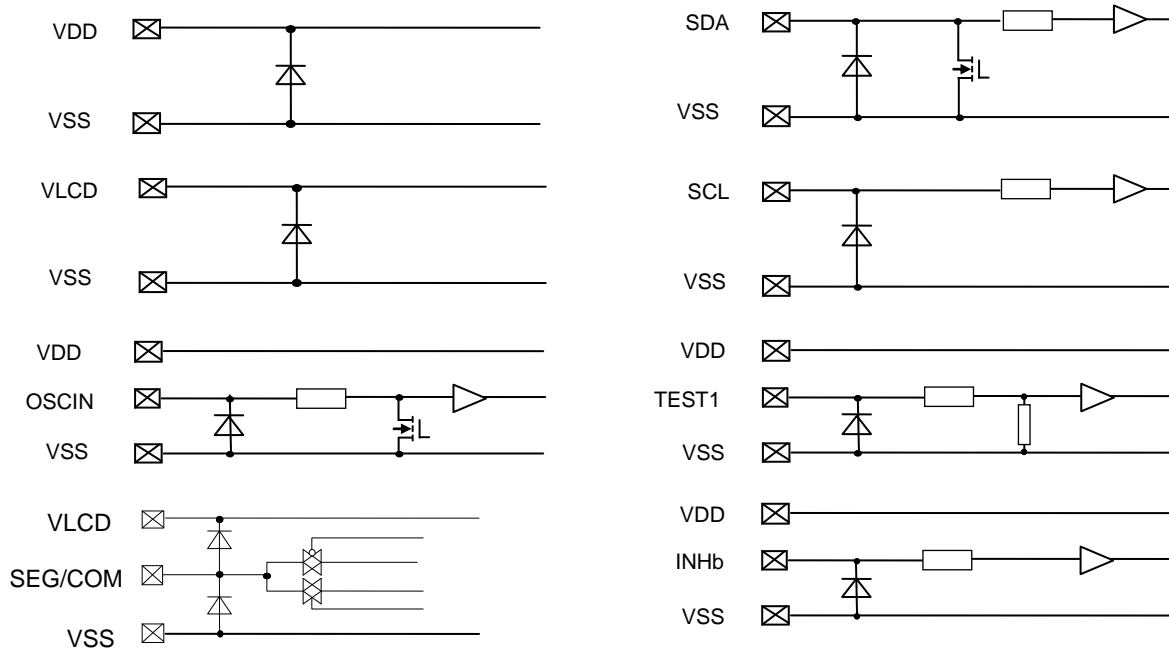 VDD
VSS
VLCD
VSS
VDD
OSCIN
VSS
VLCD
SEG/COM
VSS
SDA
VSS
SCL
VSS
VDD
TEST1
VSS
VDD
INHb
VSS